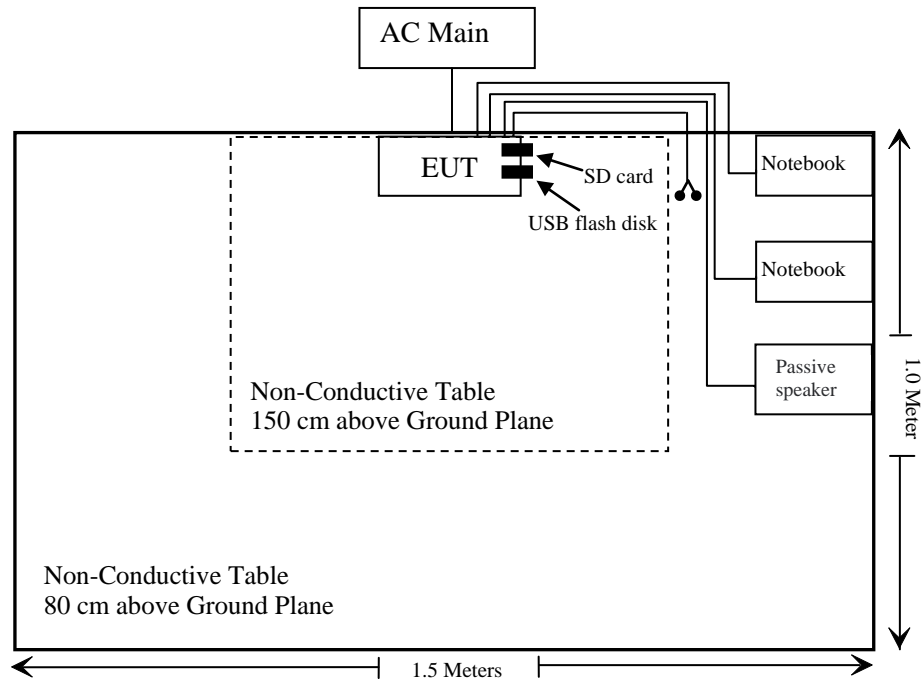 AC Main
EUT
SD card
USB flash disk
Notebook
Notebook
Passive
speaker
Non-Conductive Table
150 cm above Ground Plane
1.0 Meter
Non-Conductive Table
80 cm above Ground Plane
1.5 Meters